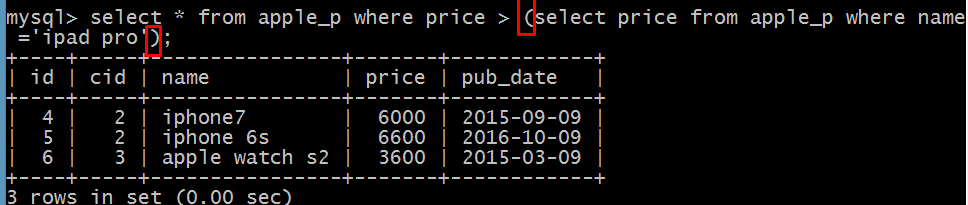 mysql> select * from apple_p where price > (select price from apple_p where name
 ='ipad pro');
+----+-----+----------------+-------+------------+
| id | cid | name           | price | pub_date   |
+----+-----+----------------+-------+------------+
|  4 |   2 | iphone7        |  6000 | 2015-09-09 |
|  5 |   2 | iphone 6s      |  6600 | 2016-10-09 |
|  6 |   3 | apple watch s2 |  3600 | 2015-03-09 |
+----+-----+----------------+-------+------------+
3 rows in set (0.00 sec)